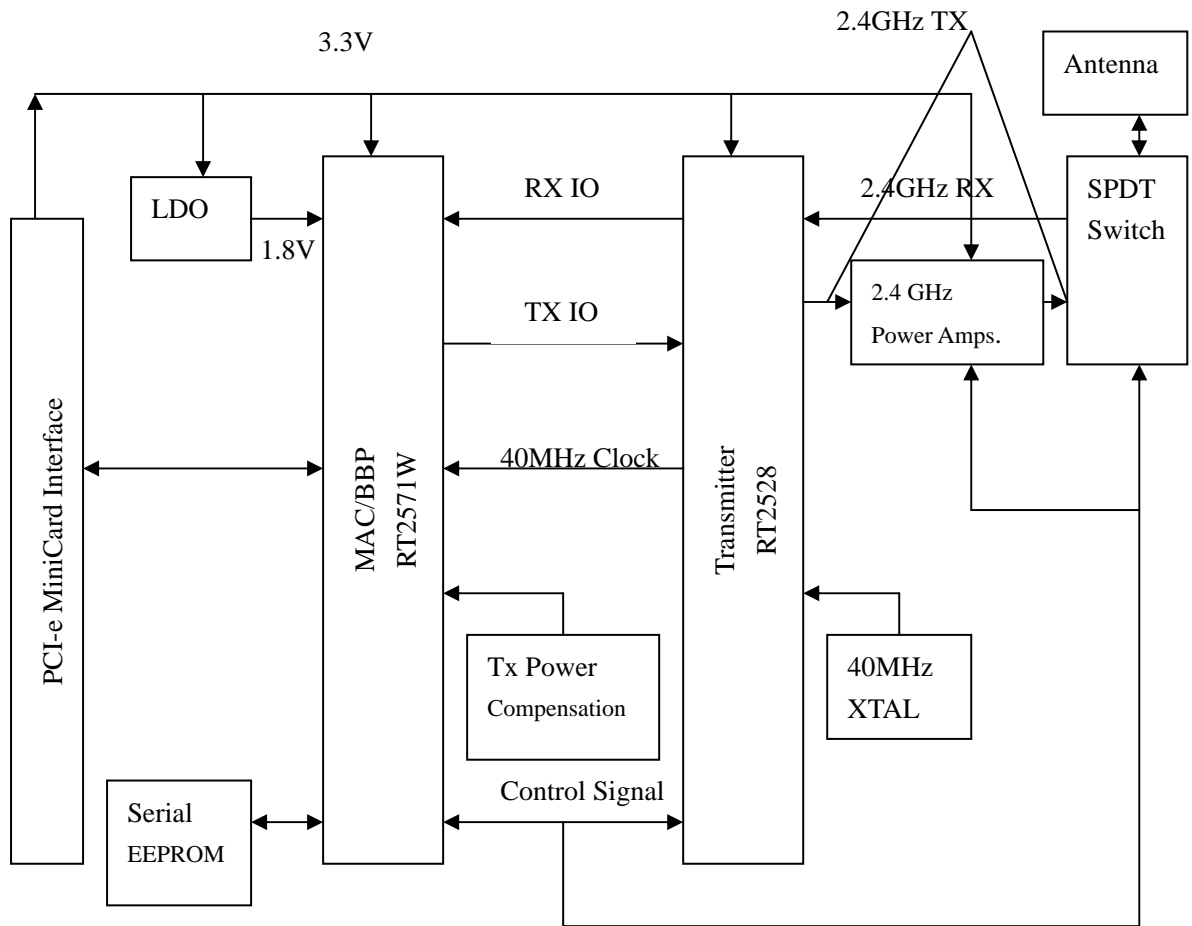 2.4GHz TX
3.3V
Antenna
LDO
RX IO
2.4GHz RX
SPDT
Switch
1.8V
2.4 GHz
Power Amps.
TX IO
PCI-e MiniCard Interface
MAC/BBP
RT2571W
40MHz Clock
Transmitter
RT2528
Tx Power
Compensation
40MHz
XTAL
Control Signal
Serial
EEPROM